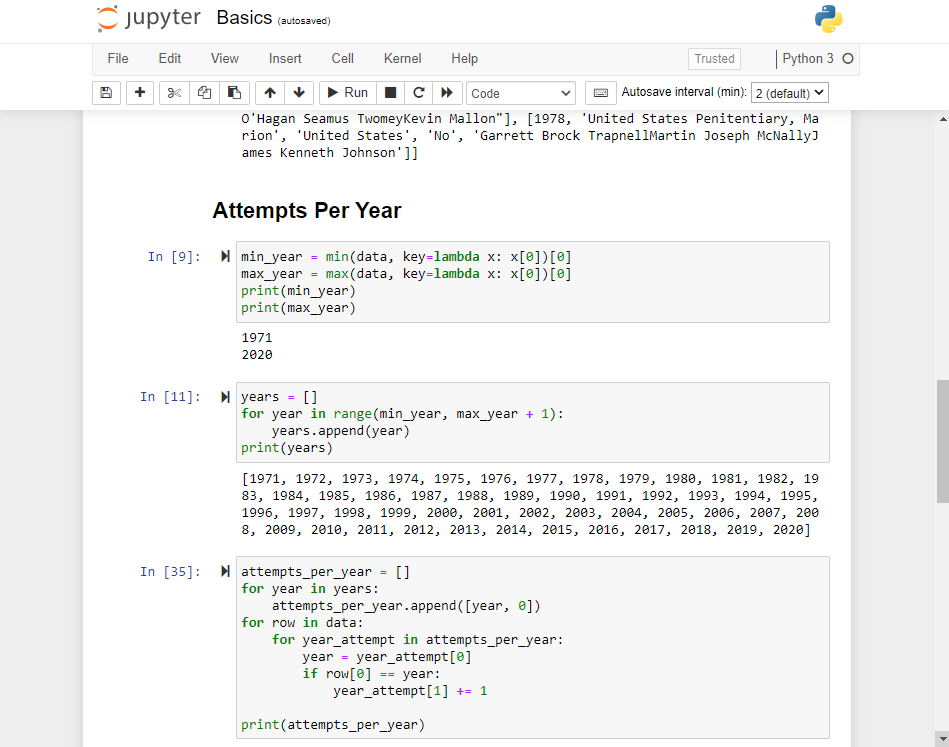 jupyter Basics (autosaved)
File Edit View Insert Cell Kernel Help Trusted Python 3
Run Code Autosave interval (min): 2 (default)
O'Hagan Seamus TwomeyKevin Mallon"], [1978, 'United States Penitentiary, Ma
rion', 'United States', 'No', 'Garrett Brock TrapnellMartin Joseph McNallyJ
ames Kenneth Johnson']]
Attempts Per Year
In [9]: min_year = min(data, key=lambda x: x[0])[0]
max_year = max(data, key=lambda x: x[0])[0]
print(min_year)
print(max_year)
1971
2020
In [11]: years = []
for year in range(min_year, max_year + 1):
    years.append(year)
print(years)
[1971, 1972, 1973, 1974, 1975, 1976, 1977, 1978, 1979, 1980, 1981, 1982, 19
83, 1984, 1985, 1986, 1987, 1988, 1989, 1990, 1991, 1992, 1993, 1994, 1995,
1996, 1997, 1998, 1999, 2000, 2001, 2002, 2003, 2004, 2005, 2006, 2007, 200
8, 2009, 2010, 2011, 2012, 2013, 2014, 2015, 2016, 2017, 2018, 2019, 2020]
In [35]: attempts_per_year = []
for year in years:
    attempts_per_year.append([year, 0])
for row in data:
    for year_attempt in attempts_per_year:
        year = year_attempt[0]
        if row[0] == year:
            year_attempt[1] += 1
print(attempts_per_year)